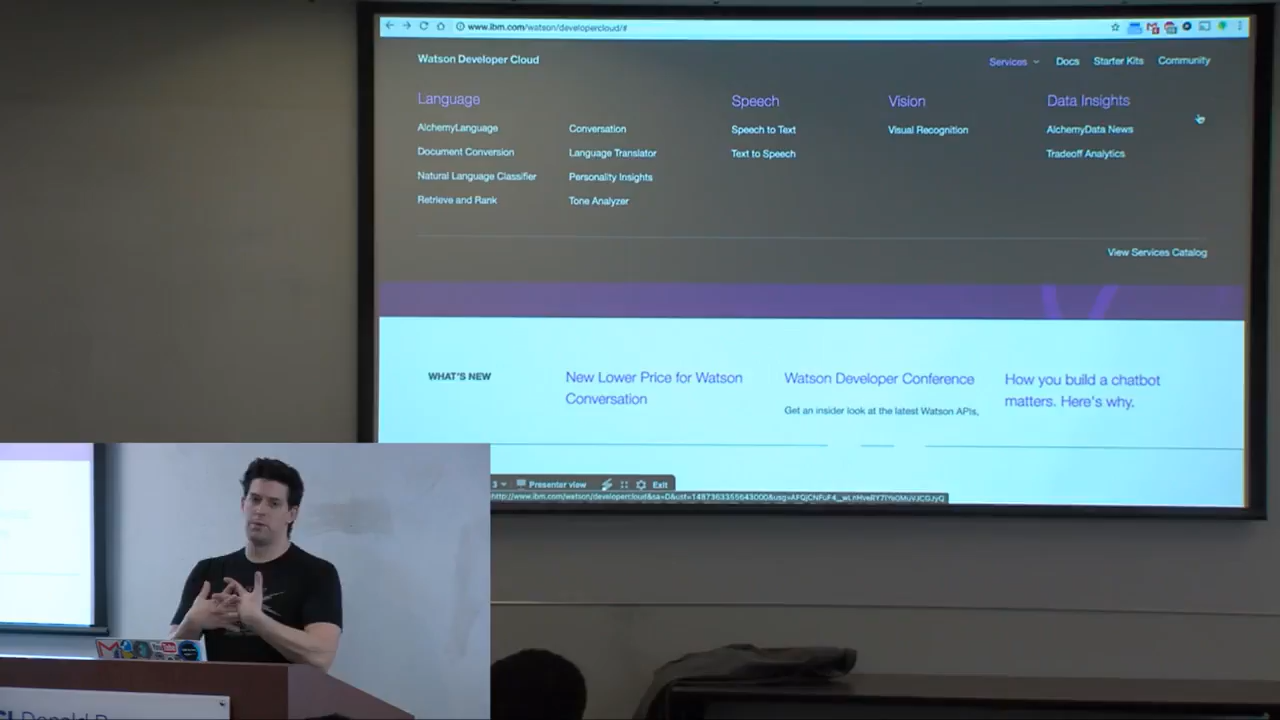 www.ibm.com/watson/developercloud/#
Watson Developer Cloud
Services
Docs
Starter Kits
Community
Language
AlchemyLanguage
Document Conversion
Natural Language Classifier
Retrieve and Rank
Conversation
Language Translator
Personality Insights
Tone Analyzer
Speech
Speech to Text
Text to Speech
Vision
Visual Recognition
Data Insights
AlchemyData News
Tradeoff Analytics
View Services Catalog
WHAT'S NEW
New Lower Price for Watson
Conversation
Watson Developer Conference
Get an insider look at the latest Watson APIs,
How you build a chatbot
matters. Here's why.
3
Presenter view
Exit
YouTube
Donald